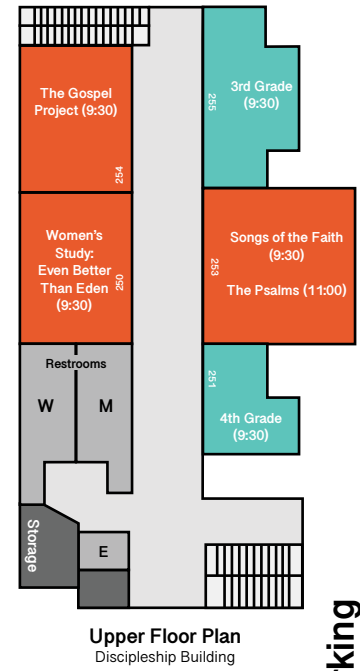 The Gospel
Project (9:30)
254
3rd Grade
(9:30)
255
Women's
Study:
Even Better
Than Eden
(9:30)
250
Songs of the Faith
(9:30)
The Psalms (11:00)
253
Restrooms
W
M
251
4th Grade
(9:30)
Storage
E
Upper Floor Plan
Discipleship Building
king